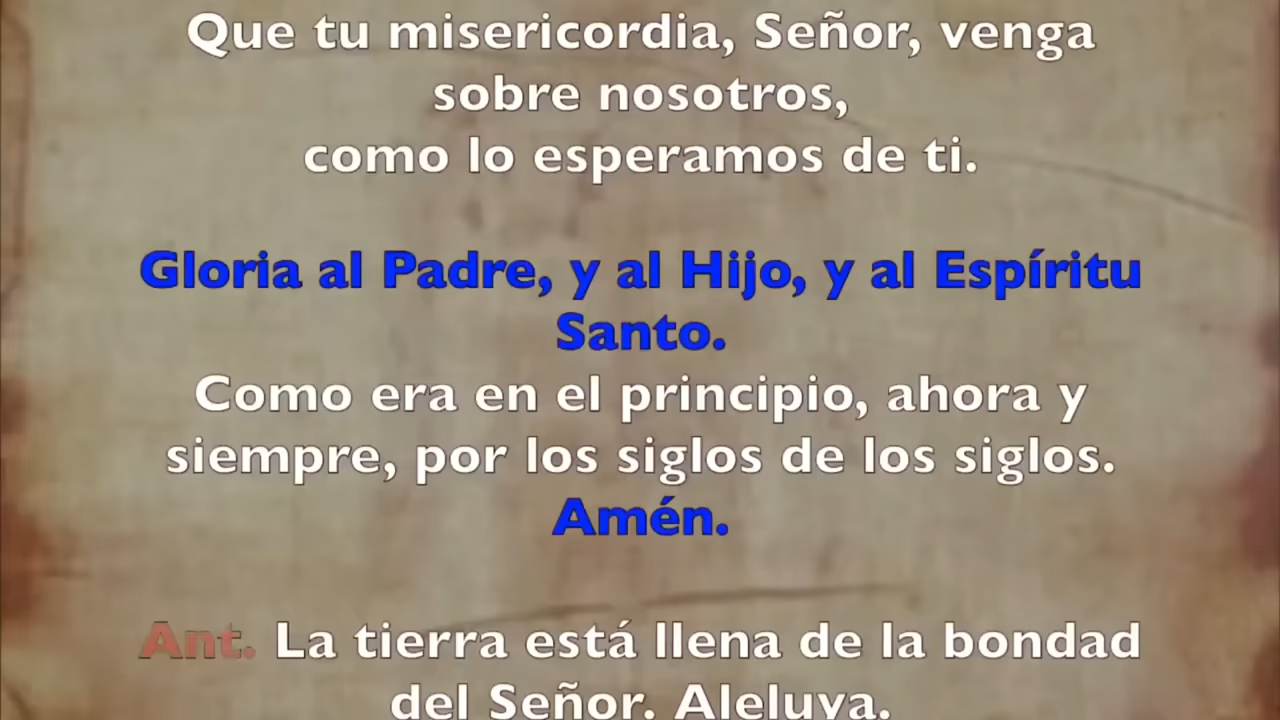 Que tu misericordia, Señor, venga
sobre nosotros,
como lo esperamos de ti.
Gloria al Padre, y al Hijo, y al Espíritu
Santo.
Como era en el principio, ahora y
siempre, por los siglos de los siglos.
Amén.
Ant. La tierra está llena de la bondad
del Señor. Aleluya.